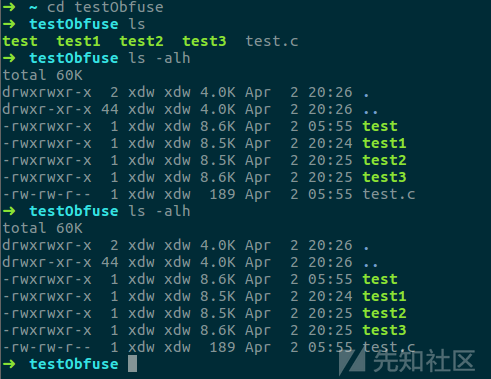 ➜  ~ cd testObfuse
➜  testObfuse ls
test  test1  test2  test3  test.c
➜  testObfuse ls -alh
total 60K
drwxrwxr-x  2 xdw xdw 4.0K Apr  2 20:26 .
drwxr-xr-x 44 xdw xdw 4.0K Apr  2 20:26 ..
-rwxrwxr-x  1 xdw xdw 8.6K Apr  2 05:55 test
-rwxrwxr-x  1 xdw xdw 8.5K Apr  2 20:24 test1
-rwxrwxr-x  1 xdw xdw 8.5K Apr  2 20:25 test2
-rwxrwxr-x  1 xdw xdw 8.6K Apr  2 20:25 test3
-rw-rw-r--  1 xdw xdw  189 Apr  2 05:55 test.c
➜  testObfuse ls -alh
total 60K
drwxrwxr-x  2 xdw xdw 4.0K Apr  2 20:26 .
drwxr-xr-x 44 xdw xdw 4.0K Apr  2 20:26 ..
-rwxrwxr-x  1 xdw xdw 8.6K Apr  2 05:55 test
-rwxrwxr-x  1 xdw xdw 8.5K Apr  2 20:24 test1
-rwxrwxr-x  1 xdw xdw 8.5K Apr  2 20:25 test2
-rwxrwxr-x  1 xdw xdw 8.6K Apr  2 20:25 test3
-rw-rw-r--  1 xdw xdw  189 Apr  2 05:55 test.c
➜  testObfuse
先知社区